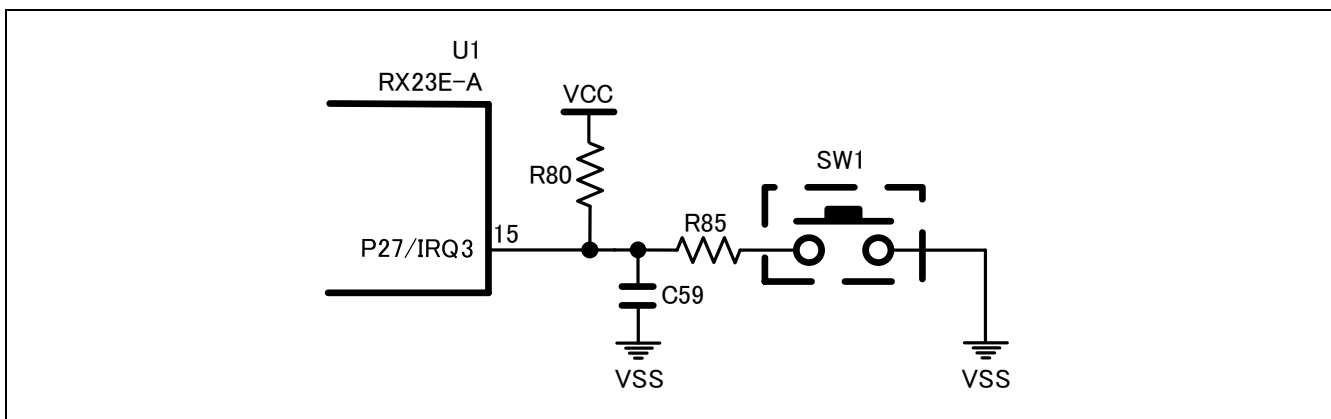 U1
RX23E-A
VCC
SW1
R80
R85
15
P27/IRQ3
C59
VSS
VSS